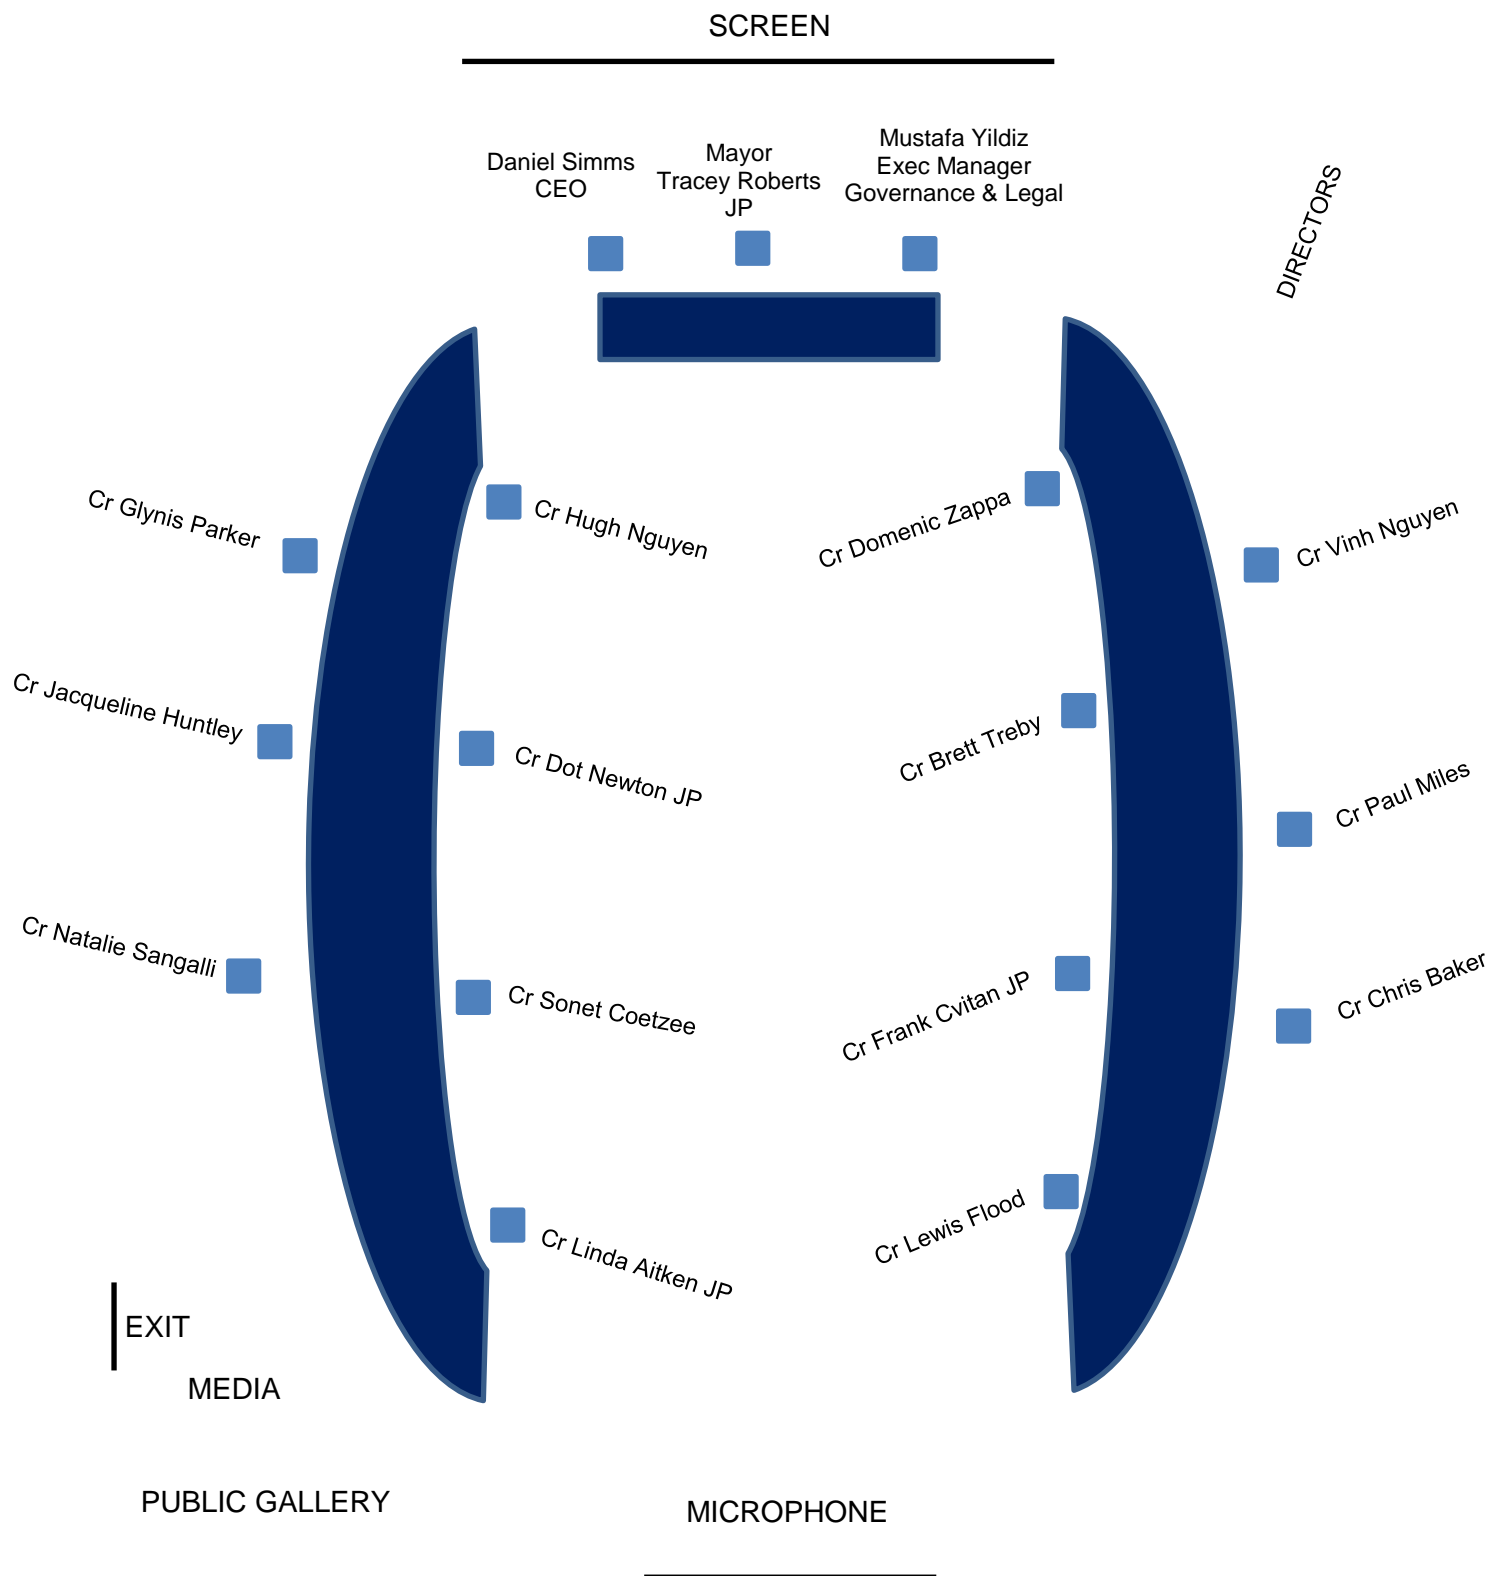 SCREEN
Daniel Simms
CEO
Mayor
Tracey Roberts
JP
Mustafa Yildiz
Exec Manager
Governance & Legal
DIRECTORS
Cr Glynis Parker
Cr Hugh Nguyen
Cr Domenic Zappa
Cr Vinh Nguyen
Cr Jacqueline Huntley
Cr Dot Newton JP
Cr Brett Treby
Cr Paul Miles
Cr Natalie Sangalli
Cr Sonet Coetzee
Cr Frank Cvitan JP
Cr Chris Baker
Cr Linda Aitken JP
Cr Lewis Flood
EXIT
MEDIA
PUBLIC GALLERY
MICROPHONE